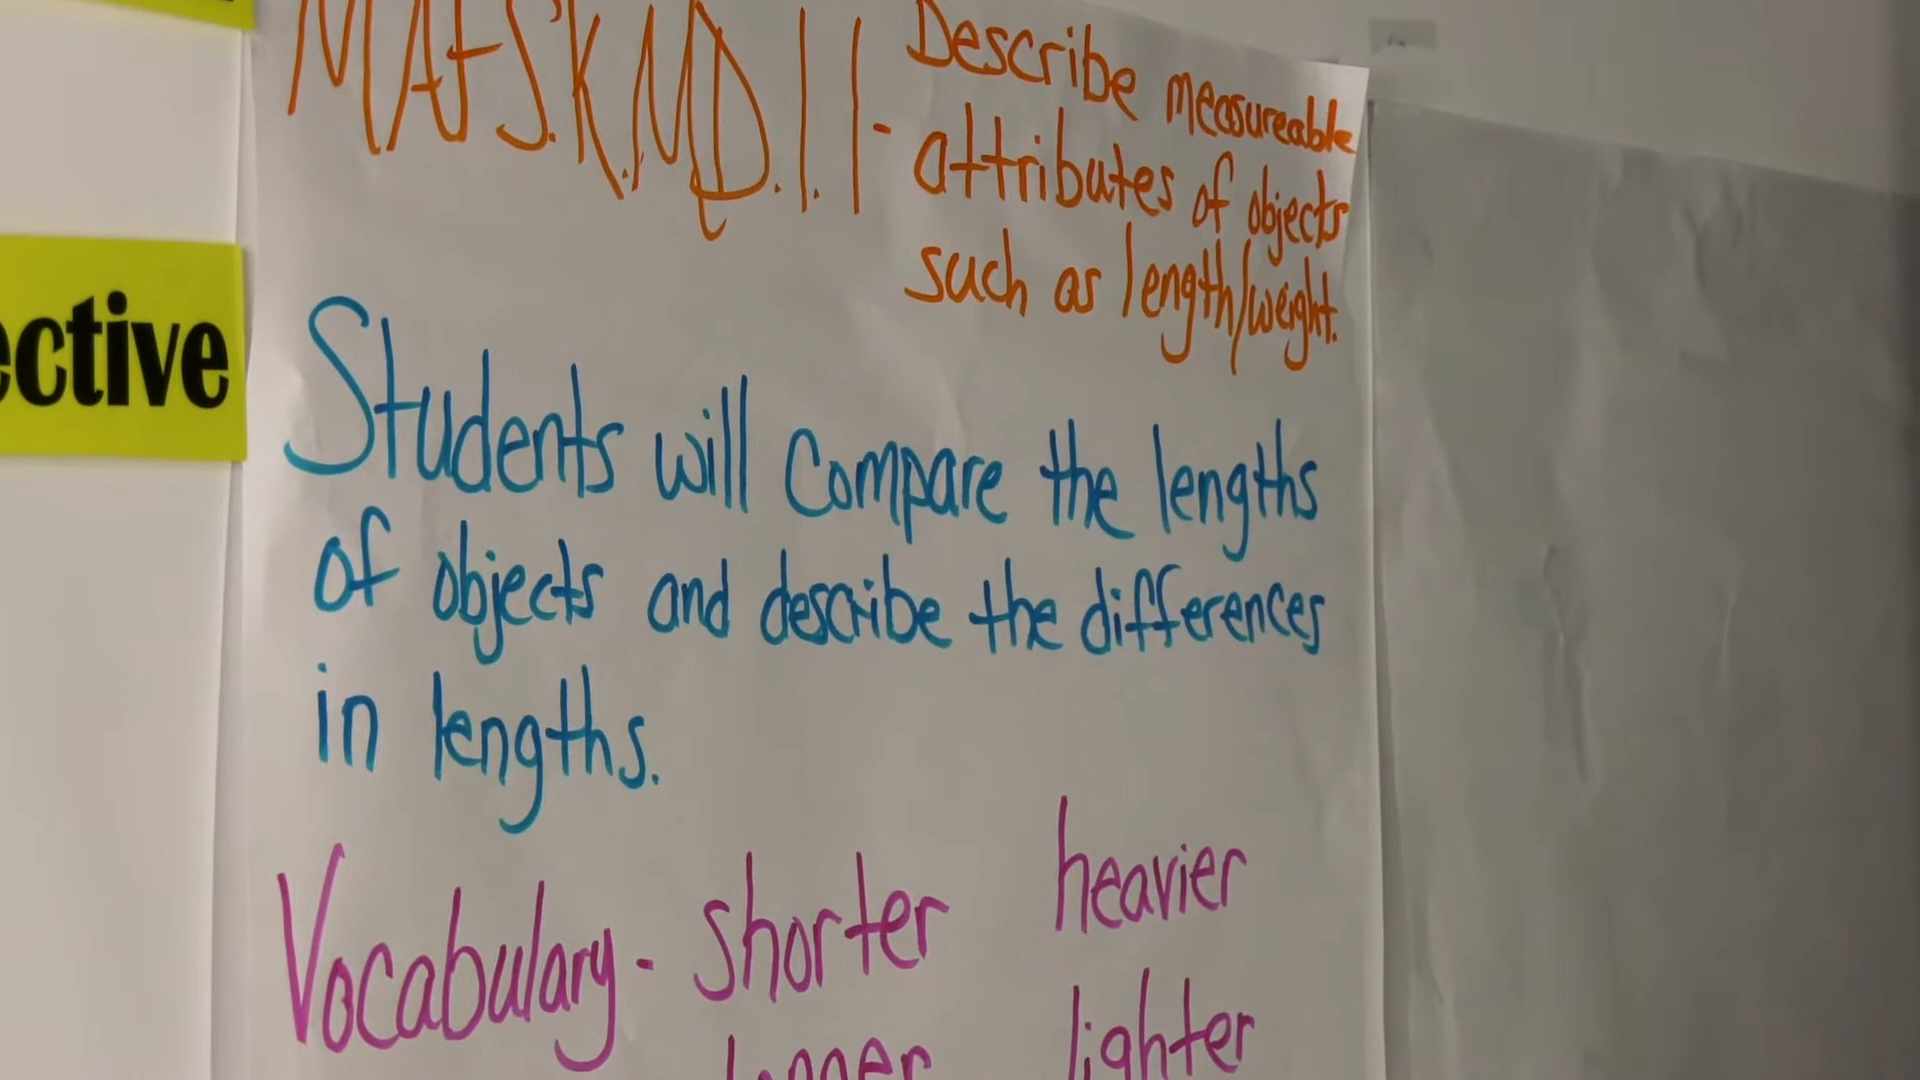 MAFS.K.MD.1.1 - Describe measureable
attributes of objects
such as length/weight.
ective
Students will compare the lengths
of objects and describe the differences
in lengths.
Vocabulary - shorter heavier
longer lighter